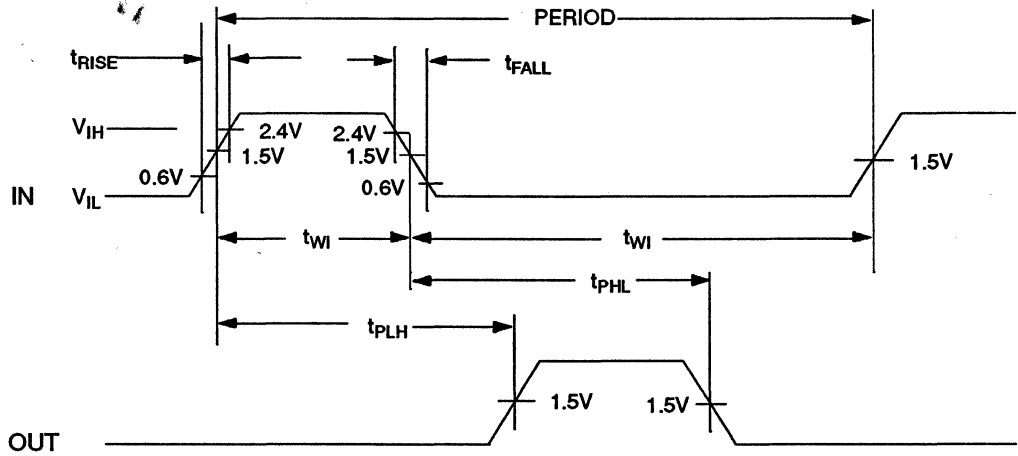 PERIOD
tRISE
tFALL
VIH
2.4V
2.4V
1.5V
1.5V
1.5V
0.6V
0.6V
IN
VIL
tWI
tWI
tPHL
tPLH
1.5V
1.5V
OUT